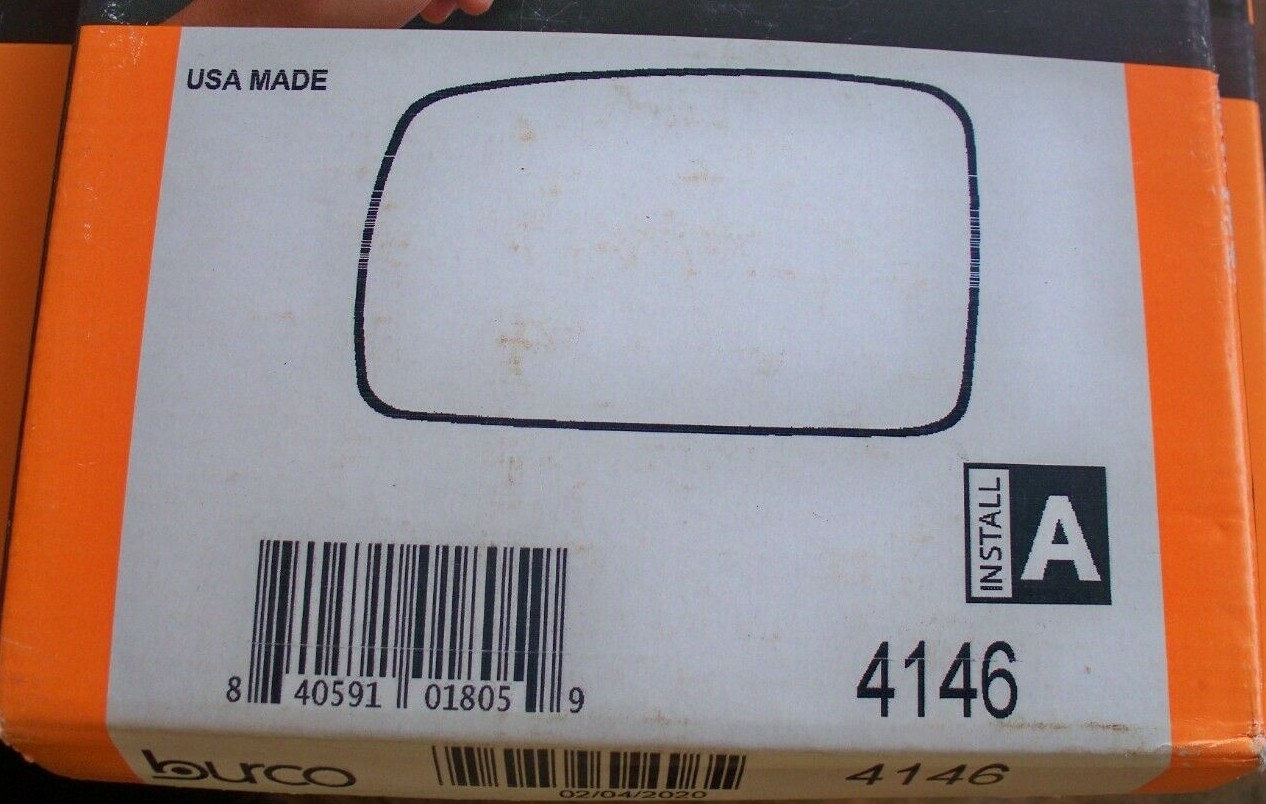 USA MADE
INSTALL A
4146
8 40591 01805 9
burco 4146
02/04/2020